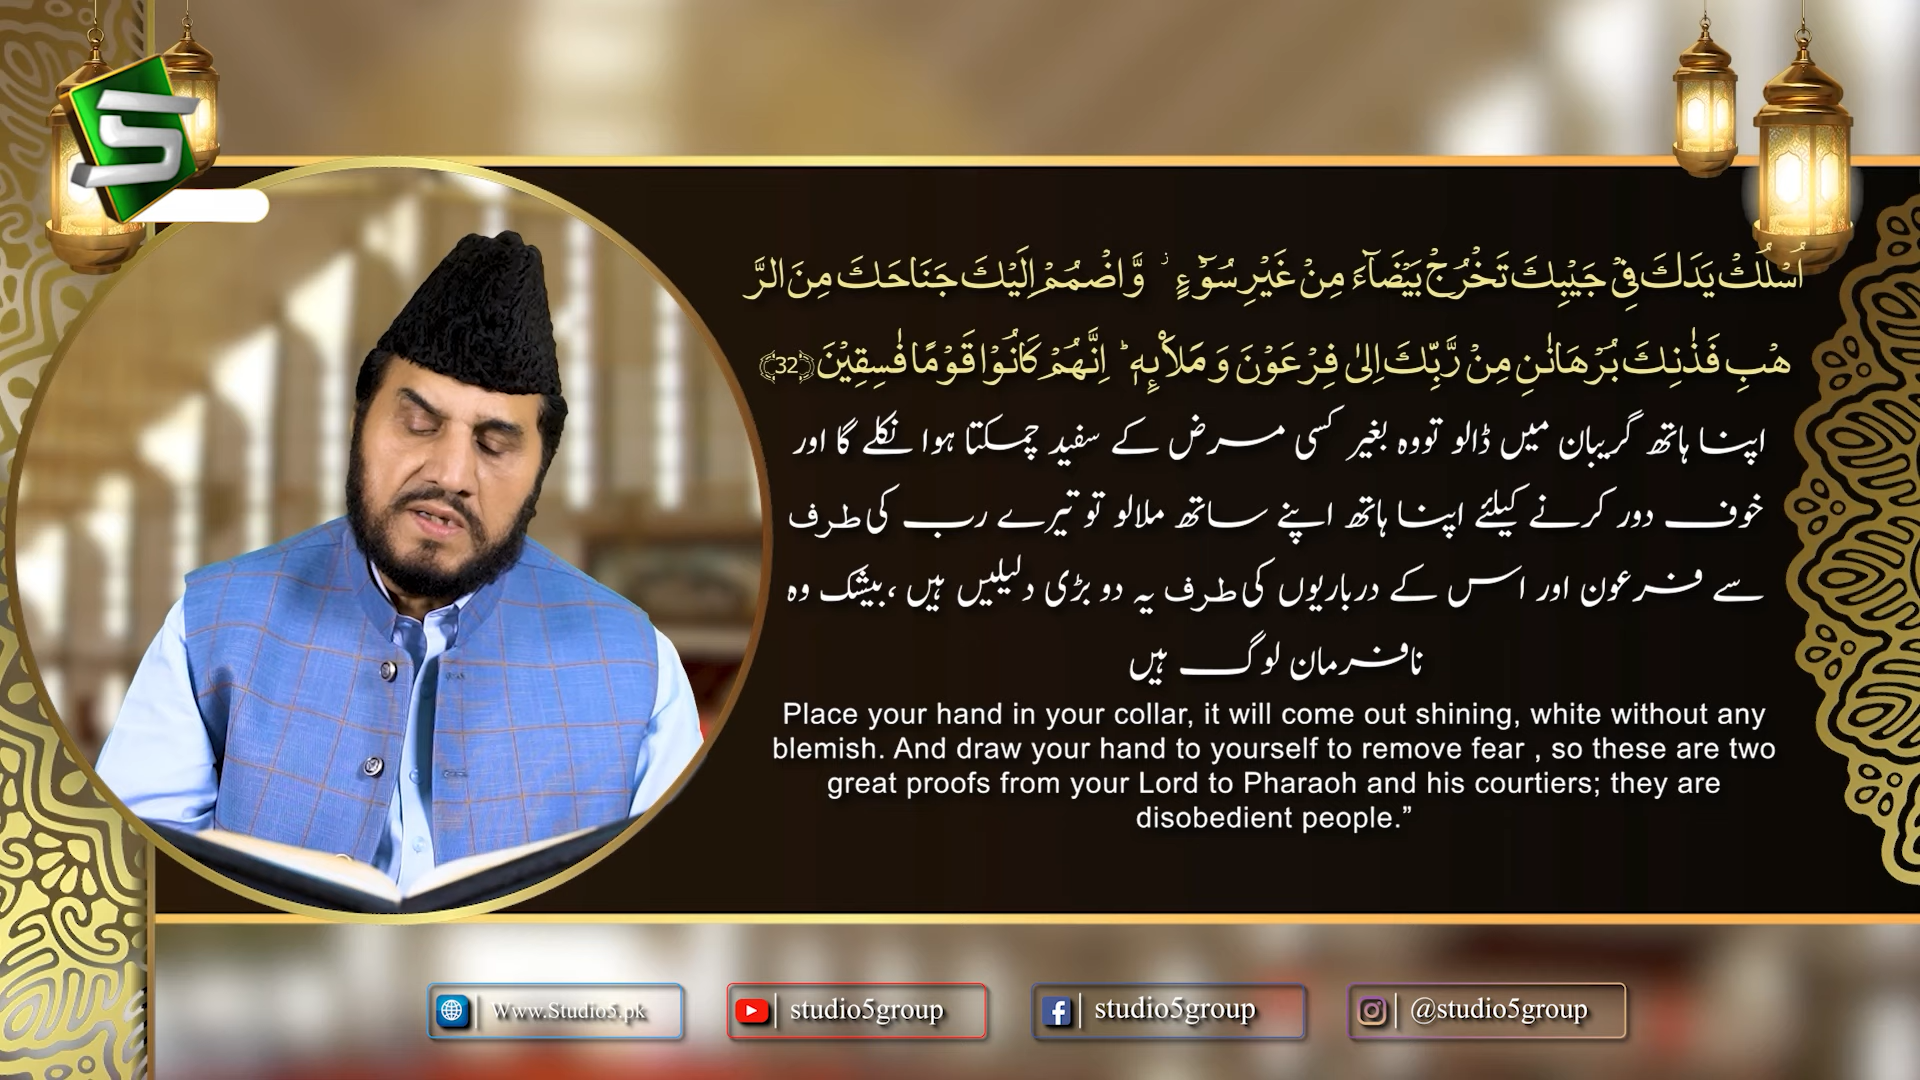 5
اُسْلُكْ يَدَكَ فِيْ جَيْبِكَ تَخْرُجْ بَيْضَآءَ مِنْ غَيْرِ سُوْٓءٍ ۫ وَّاضْمُمْ اِلَيْكَ جَنَاحَكَ مِنَ الرَّ
هْبِ فَذٰنِكَ بُرْهَانٰنِ مِنْ رَّبِّكَ اِلٰى فِرْعَوْنَ وَ مَلَاۡىِٕهٖ ؕ اِنَّهُمْ كَانُوْا قَوْمًا فٰسِقِيْنَ ﴿32﴾
اپنا ہاتھ گریبان میں ڈالو تو وہ بغیر کسی مرض کے سفید چمکتا ہوا نکلے گا اور
خوف دور کرنے کیلئے اپنا ہاتھ اپنے ساتھ ملالو تو تیرے رب کی طرف
سے فرعون اور اس کے درباریوں کی طرف یہ دو بڑی دلیلیں ہیں ،بیشک وہ
نافرمان لوگ ہیں
Place your hand in your collar, it will come out shining, white without any
blemish. And draw your hand to yourself to remove fear , so these are two
great proofs from your Lord to Pharaoh and his courtiers; they are
disobedient people.”
Www.Studio5.pk
studio5group
studio5group
@studio5group